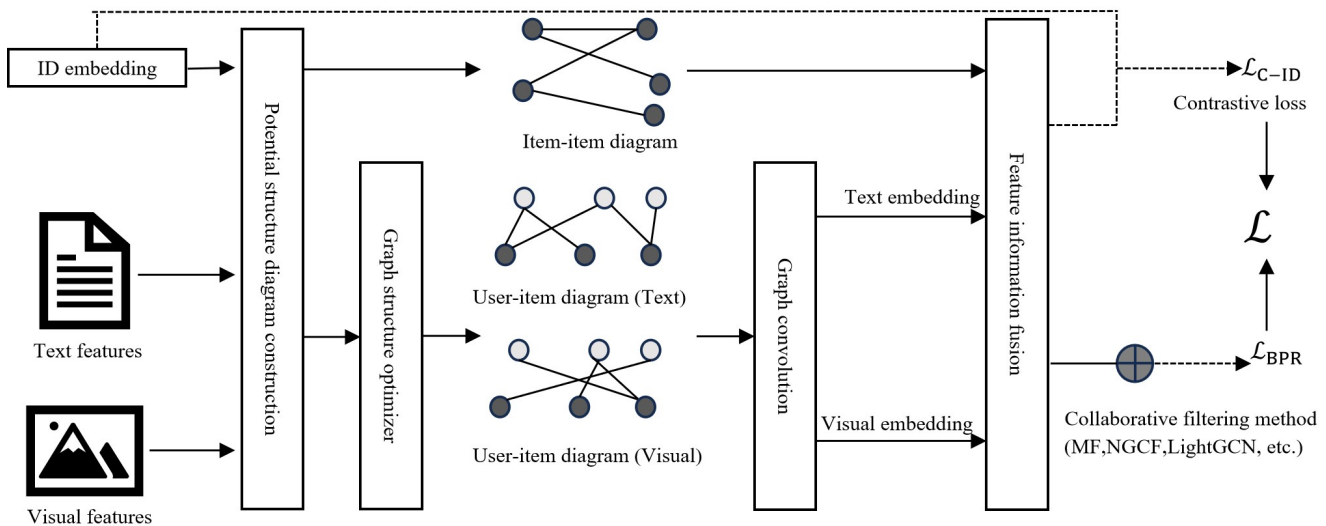 ID embedding
Text features
Visual features
Potential structure diagram construction
Graph structure optimizer
Item-item diagram
User-item diagram (Text)
User-item diagram (Visual)
Graph convolution
Text embedding
Visual embedding
Feature information fusion
ℒC−ID
Contrastive loss
ℒ
ℒBPR
Collaborative filtering method
(MF,NGCF,LightGCN, etc.)